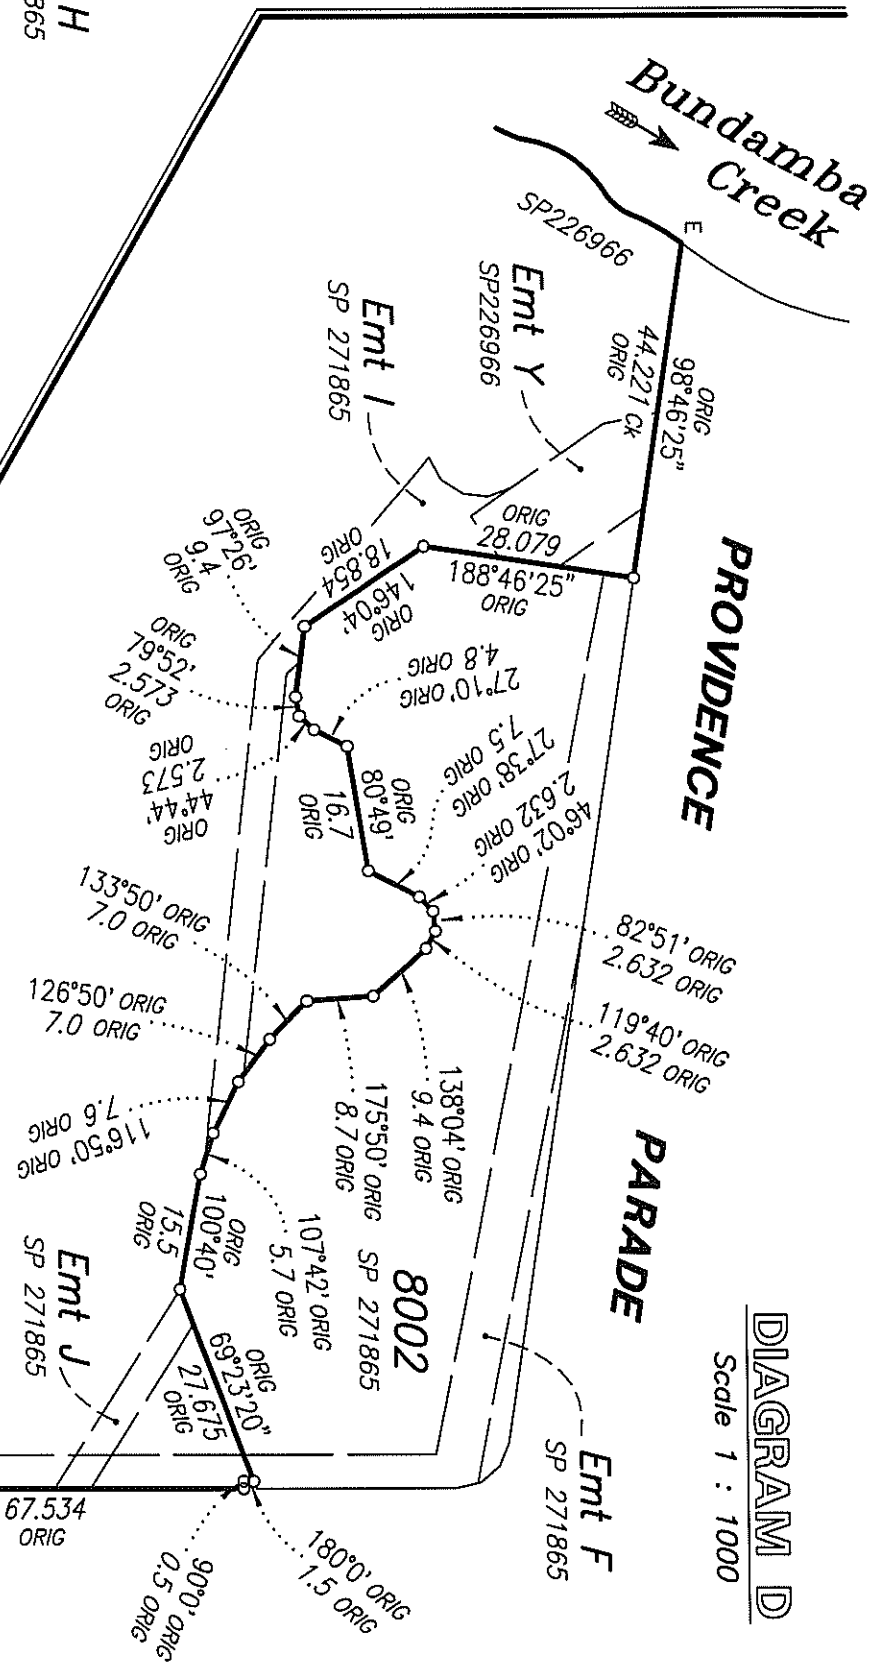 DIAGRAM D
Scale 1 : 1000
Bundamba
Creek
PROVIDENCE
PARADE
SP226966
E
ORIG
98°46'25"
44.221 Ck
ORIG
Emt Y
SP226966
Emt I
SP 271865
ORIG
28.079
188°46'25"
ORIG
ORIG
146°04'
18.854
ORIG
ORIG
97°26'
9.4
ORIG
ORIG
79°52'
2.573
ORIG
ORIG
44°44'
2.573
ORIG
27°10' ORIG
4.8 ORIG
ORIG
80°49'
16.7
ORIG
27°38' ORIG
7.5 ORIG
46°02' ORIG
2.632 ORIG
82°51' ORIG
2.632 ORIG
119°40' ORIG
2.632 ORIG
138°04' ORIG
9.4 ORIG
175°50' ORIG
8.7 ORIG
133°50' ORIG
7.0 ORIG
126°50' ORIG
7.0 ORIG
116°50' ORIG
7.6 ORIG
107°42' ORIG
5.7 ORIG
ORIG
100°40'
15.5
ORIG
8002
SP 271865
ORIG
69°23'20"
27.675
ORIG
Emt F
SP 271865
Emt J
SP 271865
180°0' ORIG
1.5 ORIG
90°0' ORIG
0.5 ORIG
67.534
ORIG
H
865